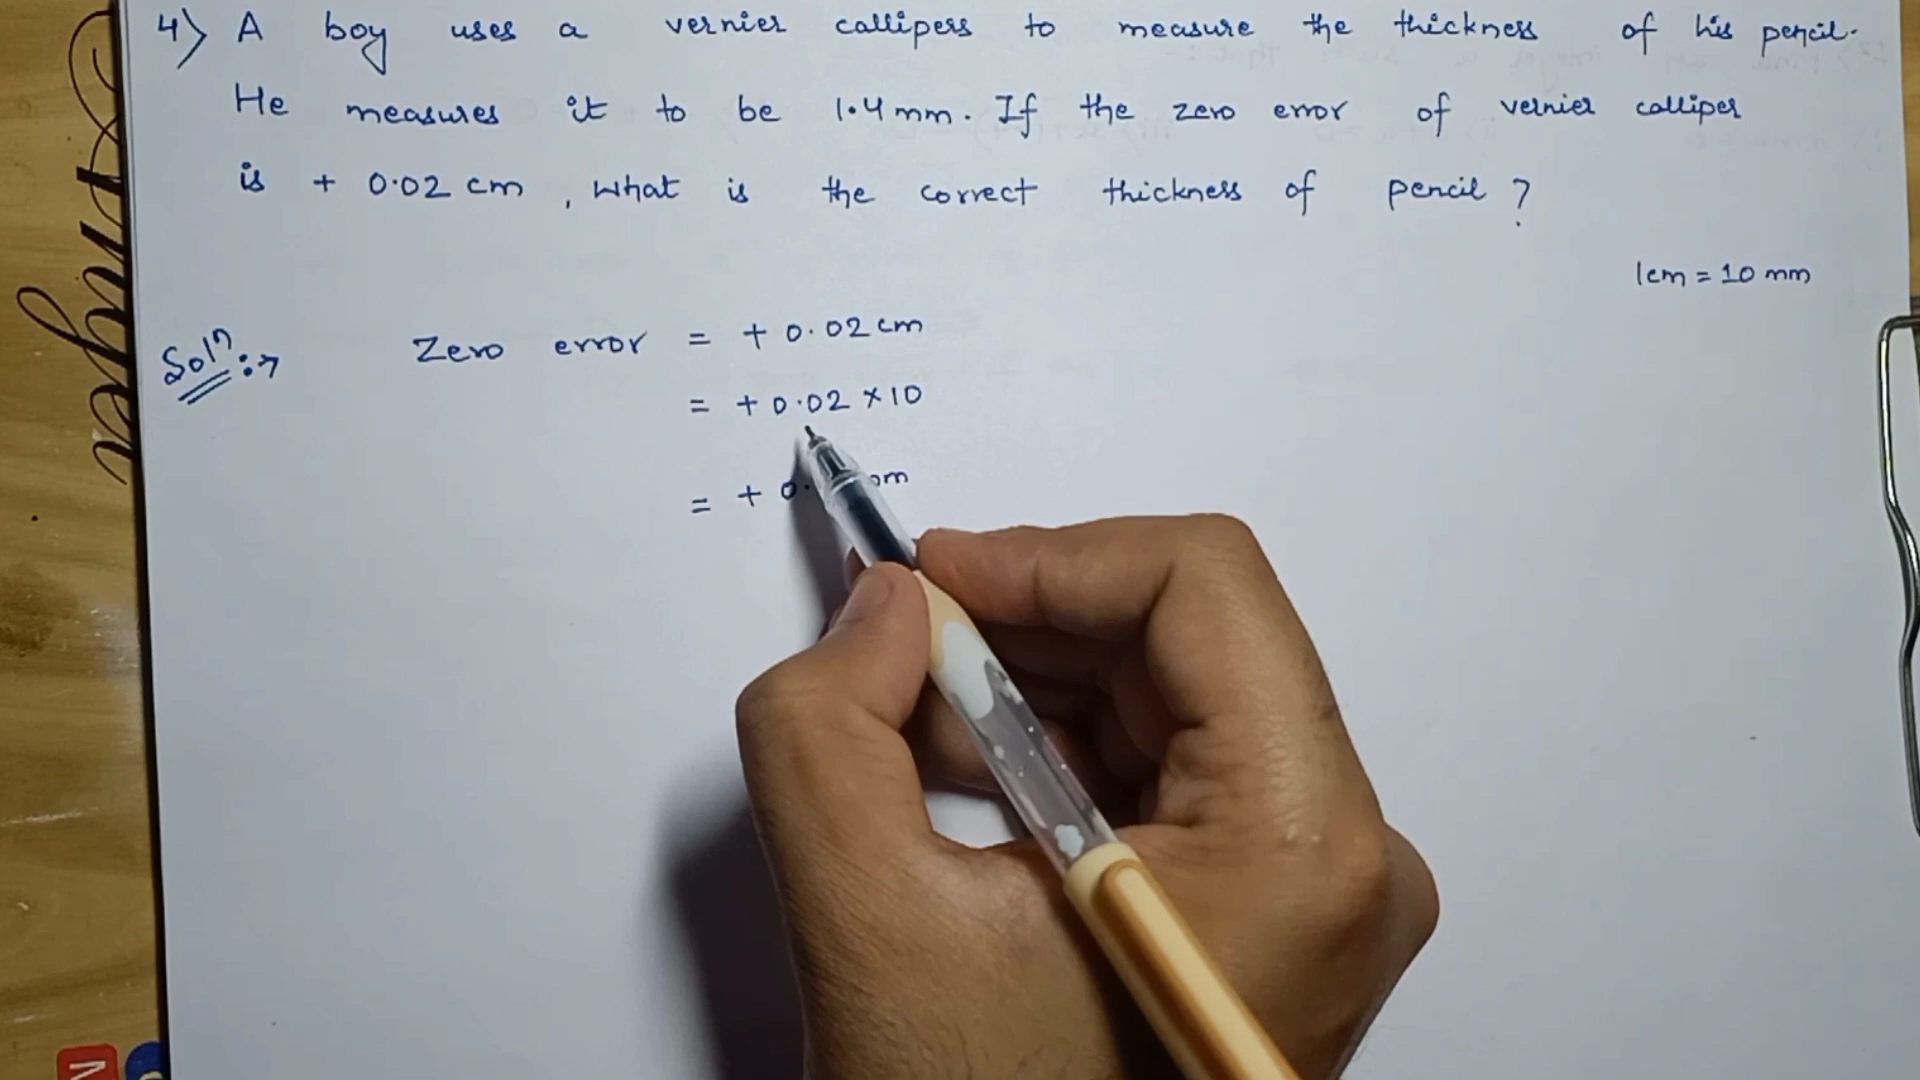 4) A boy uses a vernier callipers to measure the thickness of his pencil.
He measures it to be 1.4 mm. If the zero error of vernier calliper
is + 0.02 cm, what is the correct thickness of pencil?
1cm = 10 mm
Soln :→ Zero error = + 0.02 cm
= + 0.02 × 10
= + 0.